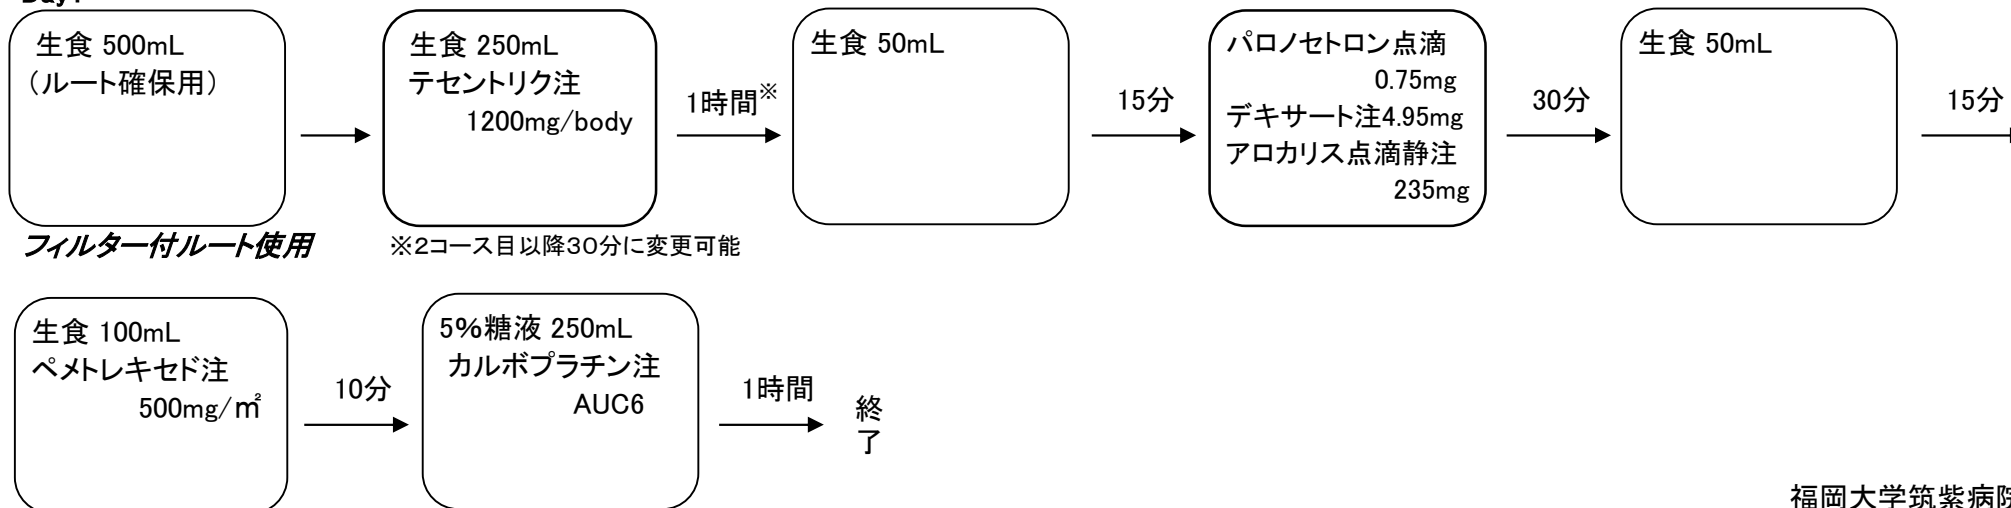 Day1
生食 500mL
（ルート確保用）
生食 250mL
テセントリク注
1200mg/body
1時間※
生食 50mL
15分
パロノセトロン点滴
0.75mg
デキサート注4.95mg
アロカリス点滴静注
235mg
30分
生食 50mL
15分
フィルター付ルート使用
※2コース目以降30分に変更可能
生食 100mL
ペメトレキセド注
500mg/㎡
10分
5%糖液 250mL
カルボプラチン注
AUC6
1時間
終了
福岡大学筑紫病院